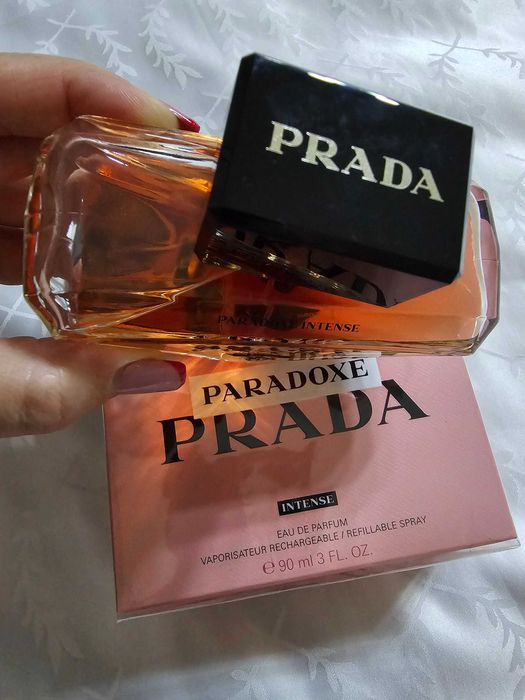 PRADA
PARADOXE INTENSE
PARADOXE
PRADA
INTENSE
EAU DE PARFUM
VAPORISATEUR RECHARGEABLE / REFILLABLE SPRAY
℮ 90 ml 3 FL. OZ.